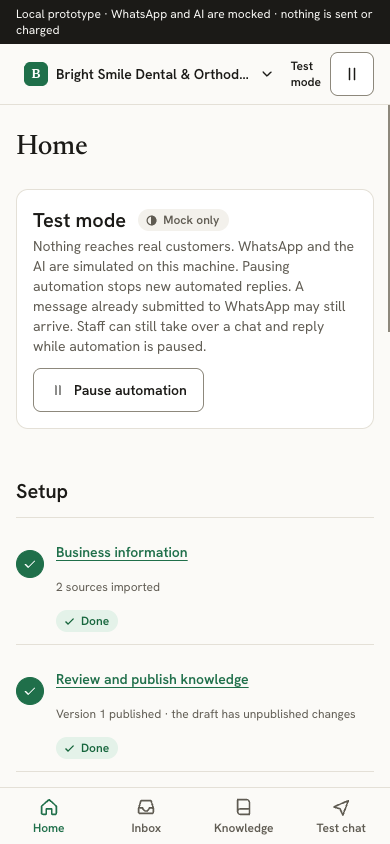 Local prototype · WhatsApp and AI are mocked · nothing is sent or
charged
B
Bright Smile Dental & Orthod...
Test
mode
Home
Test mode
Mock only
Nothing reaches real customers. WhatsApp and the
AI are simulated on this machine. Pausing
automation stops new automated replies. A
message already submitted to WhatsApp may still
arrive. Staff can still take over a chat and reply
while automation is paused.
Pause automation
Setup
Business information
2 sources imported
Done
Review and publish knowledge
Version 1 published · the draft has unpublished changes
Done
Home
Inbox
Knowledge
Test chat